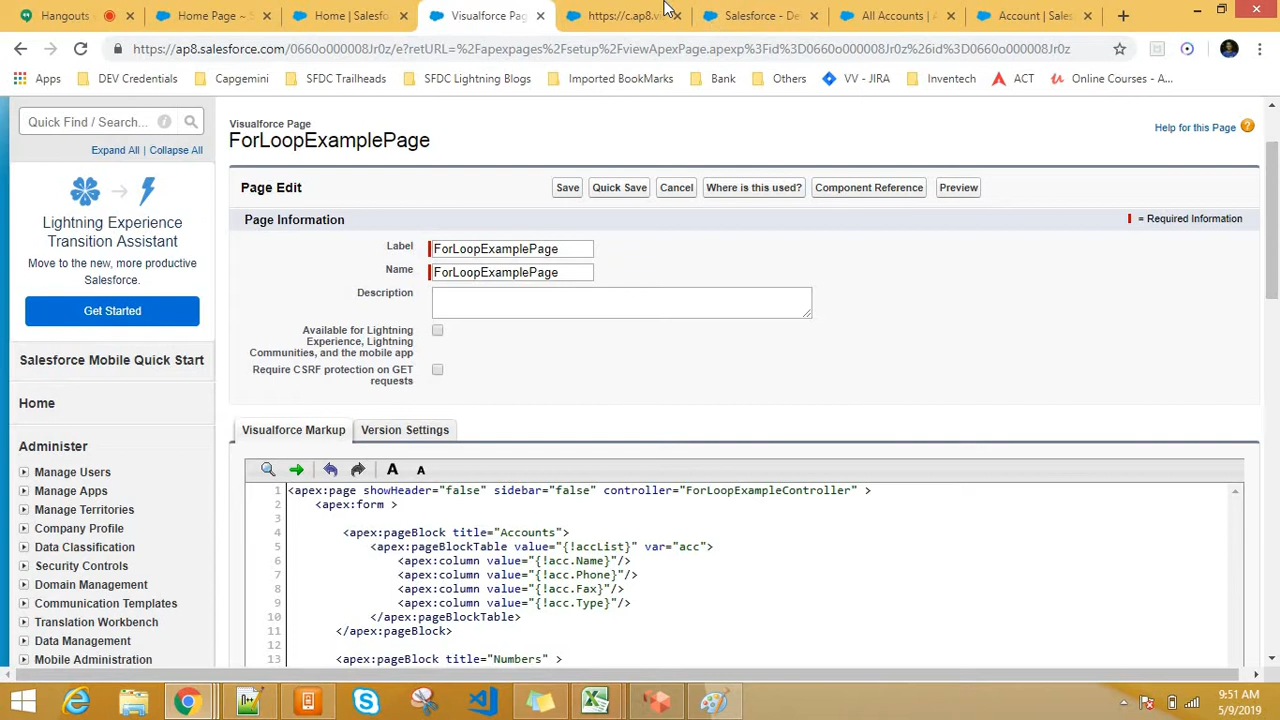 Hangouts
Home Page ~ S
Home | Salesfo
Visualforce Pag
https://c.ap8.vi
Salesforce - De
All Accounts | A
Account | Sales
https://ap8.salesforce.com/0660o000008Jr0z/e?retURL=%2Fapexpages%2Fsetup%2FviewApexPage.apexp%3Fid%3D0660o000008Jr0z%26id%3D0660o000008Jr0z
Apps
DEV Credentials
Capgemini
SFDC Trailheads
SFDC Lightning Blogs
Imported BookMarks
Bank
Others
VV - JIRA
Inventech
ACT
Online Courses - A...
Quick Find / Search...
Expand All | Collapse All
Lightning Experience
Transition Assistant
Move to the new, more productive
Salesforce.
Get Started
Salesforce Mobile Quick Start
Home
Administer
Manage Users
Manage Apps
Manage Territories
Company Profile
Data Classification
Security Controls
Domain Management
Communication Templates
Translation Workbench
Data Management
Mobile Administration
Visualforce Page
ForLoopExamplePage
Help for this Page
Page Edit
Save
Quick Save
Cancel
Where is this used?
Component Reference
Preview
Page Information
= Required Information
Label
ForLoopExamplePage
Name
ForLoopExamplePage
Description
Available for Lightning
Experience, Lightning
Communities, and the mobile app
Require CSRF protection on GET
requests
Visualforce Markup
Version Settings
A
A
1 <apex:page showHeader="false" sidebar="false" controller="ForLoopExampleController" >
2 <apex:form >
3
4 <apex:pageBlock title="Accounts">
5 <apex:pageBlockTable value="{!accList}" var="acc">
6 <apex:column value="{!acc.Name}"/>
7 <apex:column value="{!acc.Phone}"/>
8 <apex:column value="{!acc.Fax}"/>
9 <apex:column value="{!acc.Type}"/>
10 </apex:pageBlockTable>
11 </apex:pageBlock>
12
13 <apex:pageBlock title="Numbers" >
9:51 AM
5/9/2019